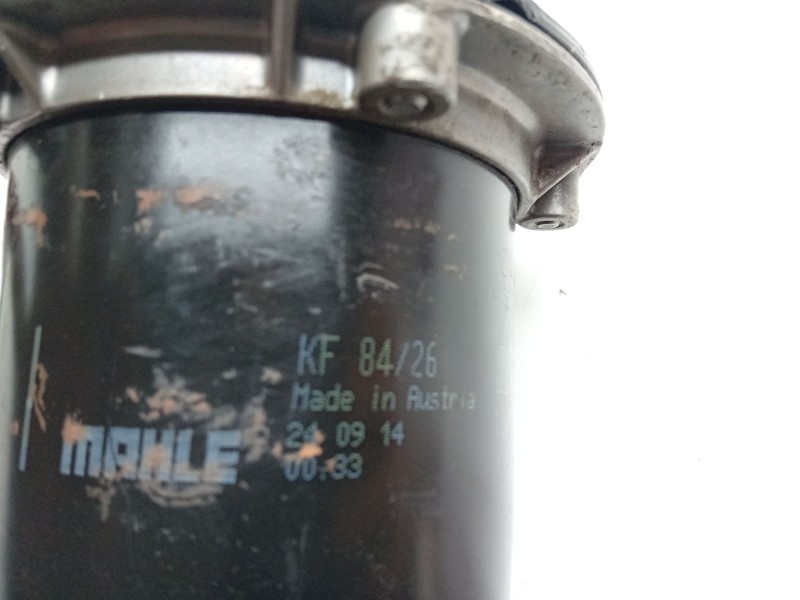 KF 84/26
Made in Austria
24 09 14
00:33
MAHLE